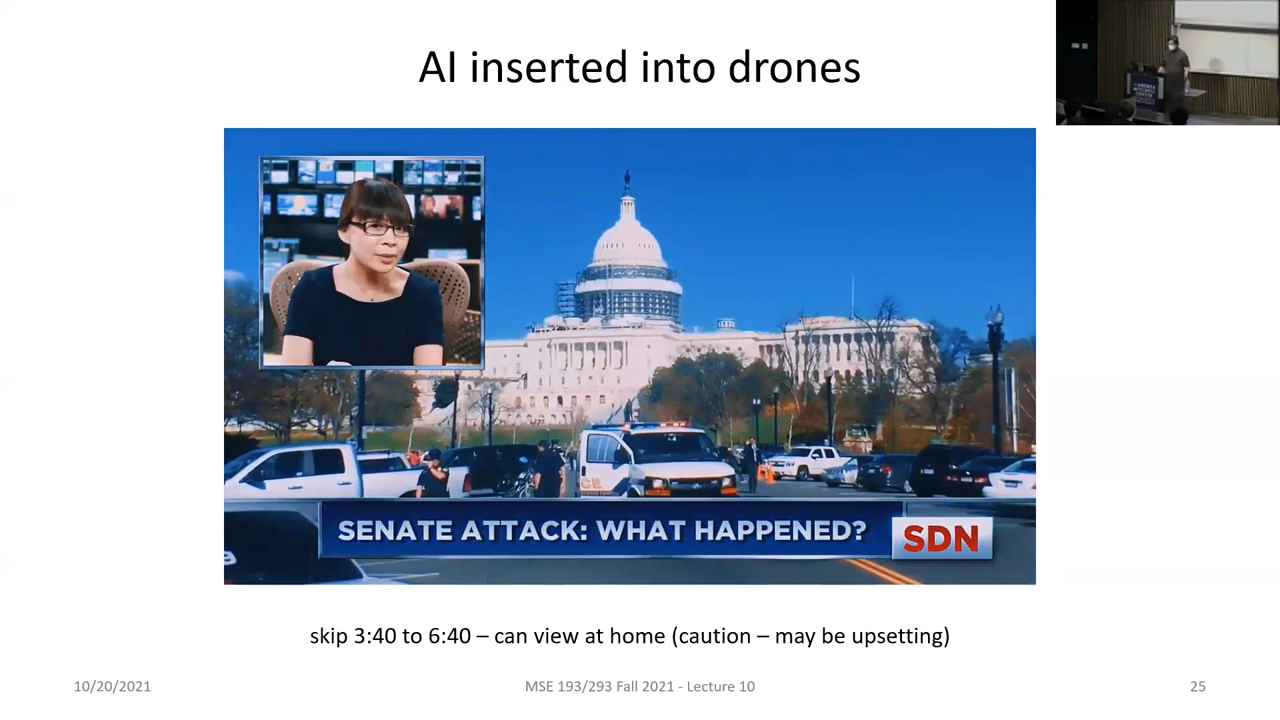 AI inserted into drones
SENATE ATTACK: WHAT HAPPENED?
SDN
skip 3:40 to 6:40 – can view at home (caution – may be upsetting)
10/20/2021
MSE 193/293 Fall 2021 - Lecture 10
25